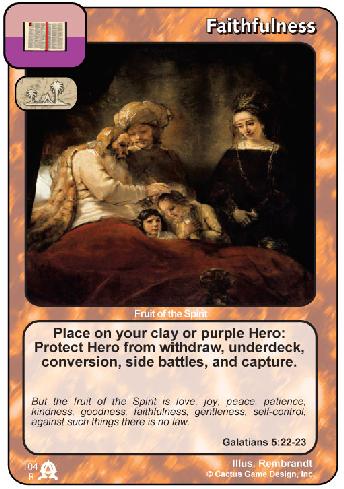 Faithfulness
Fruit of the Spirit
Place on your clay or purple Hero:
Protect Hero from withdraw, underdeck,
conversion, side battles, and capture.
But the fruit of the Spirit is love, joy, peace, patience,
kindness, goodness, faithfulness, gentleness, self-control,
against such things there is no law.
Galatians 5:22-23
104
R
Illus. Rembrandt
© Cactus Game Design, Inc.